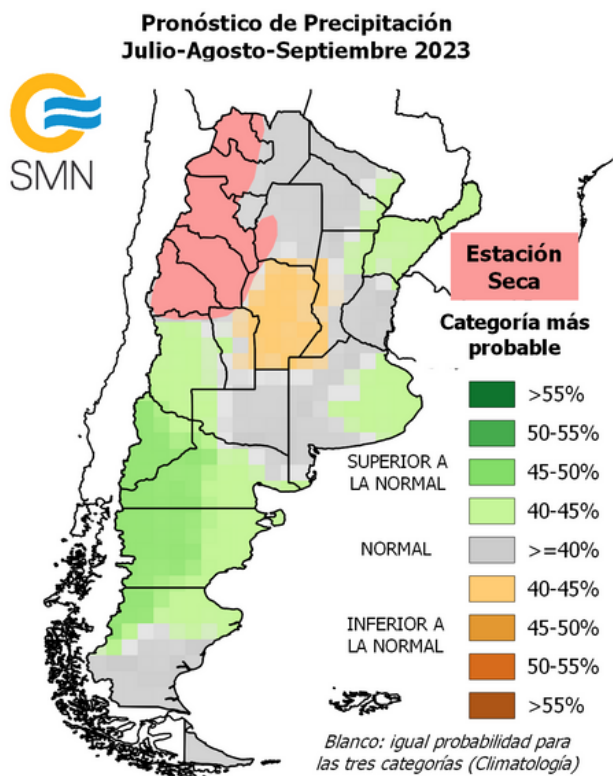 Pronóstico de Precipitación
Julio-Agosto-Septiembre 2023
SMN
Estación
Seca
Categoría más
probable
>55%
50-55%
SUPERIOR A
LA NORMAL
45-50%
40-45%
NORMAL
>=40%
40-45%
INFERIOR A
LA NORMAL
45-50%
50-55%
>55%
Blanco: igual probabilidad para
las tres categorías (Climatología)